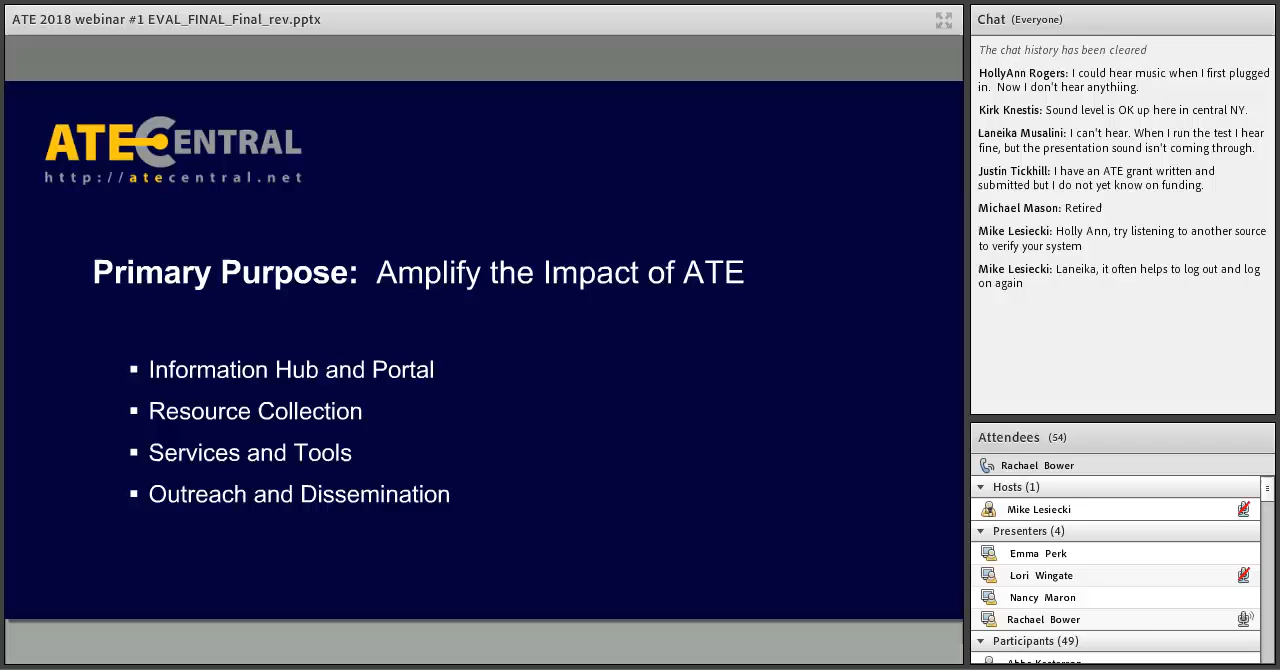 ATE 2018 webinar #1 EVAL_FINAL_Final_rev.pptx
ATECENTRAL
http://atecentral.net
Primary Purpose: Amplify the Impact of ATE
▪ Information Hub and Portal
▪ Resource Collection
▪ Services and Tools
▪ Outreach and Dissemination
Chat (Everyone)
The chat history has been cleared
HollyAnn Rogers: I could hear music when I first plugged
in. Now I don't hear anythiing.
Kirk Knestis: Sound level is OK up here in central NY.
Laneika Musalini: I can't hear. When I run the test I hear
fine, but the presentation sound isn't coming through.
Justin Tickhill: I have an ATE grant written and
submitted but I do not yet know on funding.
Michael Mason: Retired
Mike Lesiecki: Holly Ann, try listening to another source
to verify your system
Mike Lesiecki: Laneika, it often helps to log out and log
on again
Attendees (54)
Rachael Bower
Hosts (1)
Mike Lesiecki
Presenters (4)
Emma Perk
Lori Wingate
Nancy Maron
Rachael Bower
Participants (49)